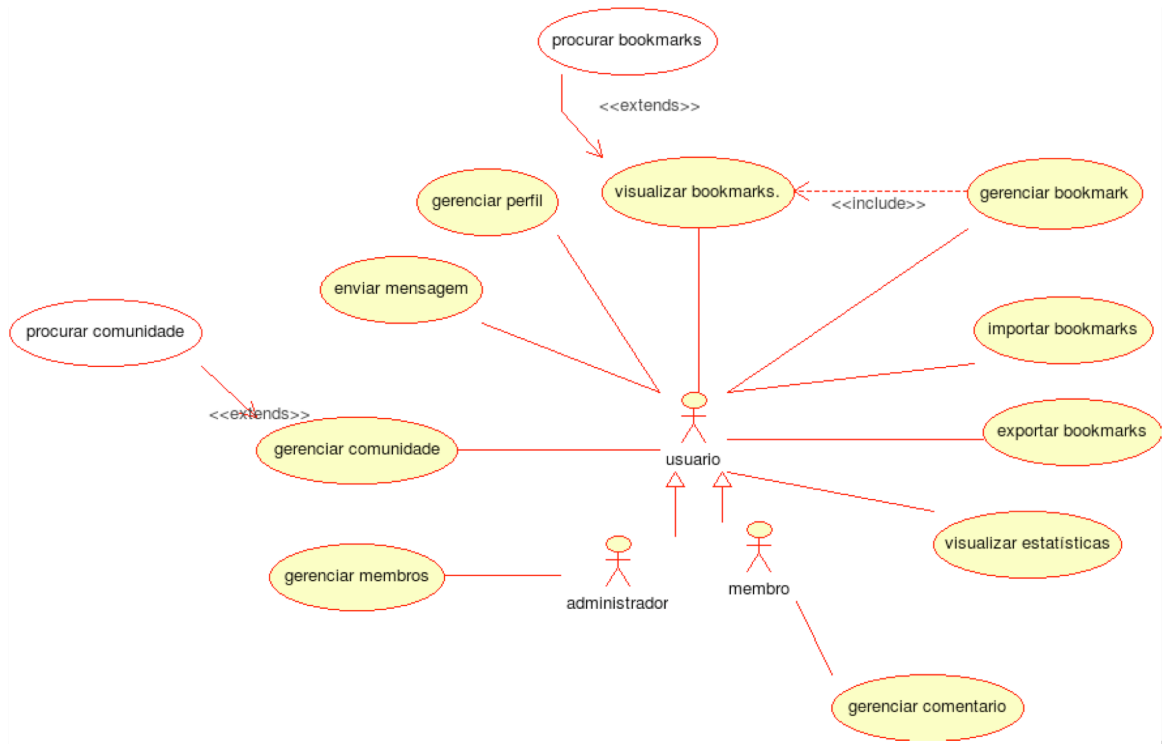 procurar bookmarks
<<extends>>
visualizar bookmarks.
gerenciar bookmark
<<include>>
gerenciar perfil
enviar mensagem
importar bookmarks
procurar comunidade
<<extends>>
gerenciar comunidade
exportar bookmarks
usuario
visualizar estatísticas
gerenciar membros
administrador
membro
gerenciar comentario